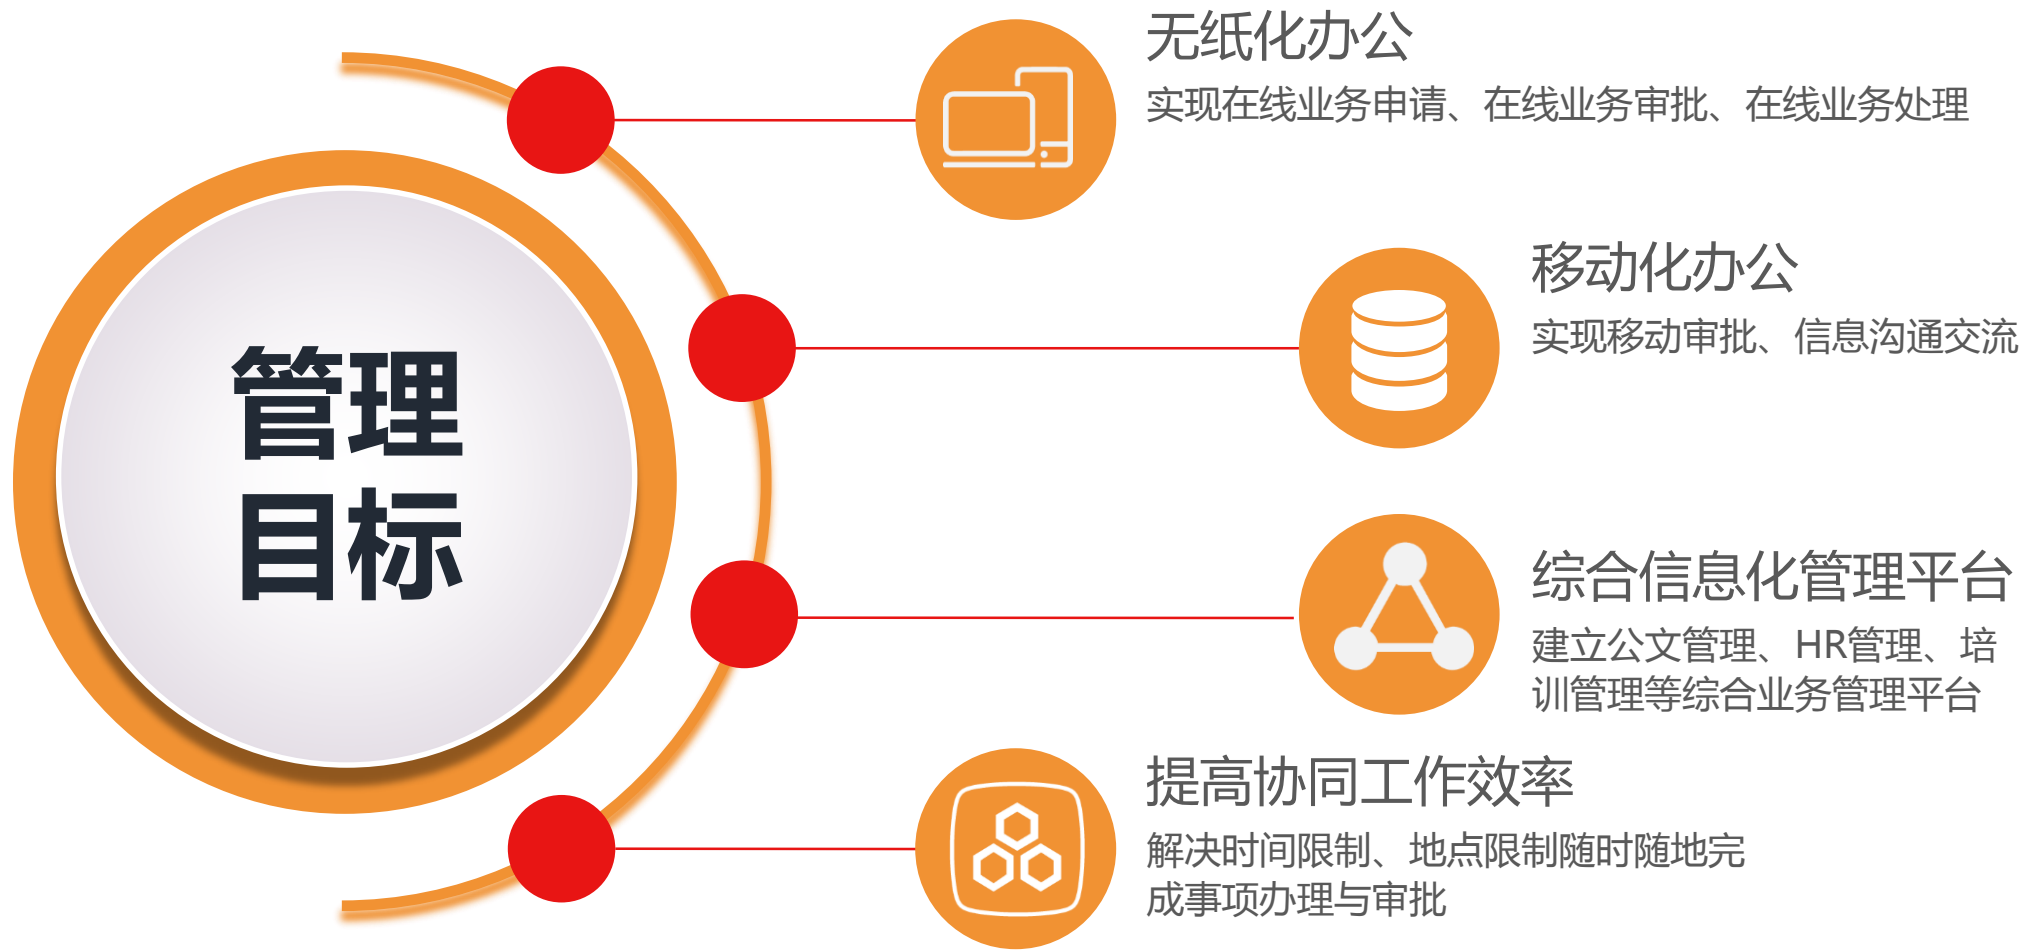 管理
目标
无纸化办公
实现在线业务申请、在线业务审批、在线业务处理
移动化办公
实现移动审批、信息沟通交流
综合信息化管理平台
建立公文管理、HR管理、培
训管理等综合业务管理平台
提高协同工作效率
解决时间限制、地点限制随时随地完
成事项办理与审批